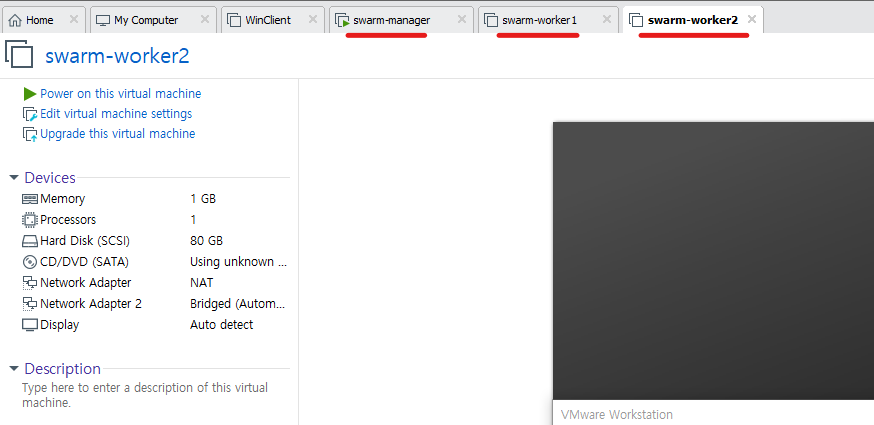 Home
My Computer
WinClient
swarm-manager
swarm-worker1
swarm-worker2
swarm-worker2
Power on this virtual machine
Edit virtual machine settings
Upgrade this virtual machine
Devices
Memory 1 GB
Processors 1
Hard Disk (SCSI) 80 GB
CD/DVD (SATA) Using unknown ...
Network Adapter NAT
Network Adapter 2 Bridged (Autom...
Display Auto detect
Description
Type here to enter a description of this virtual
machine.
VMware Workstation